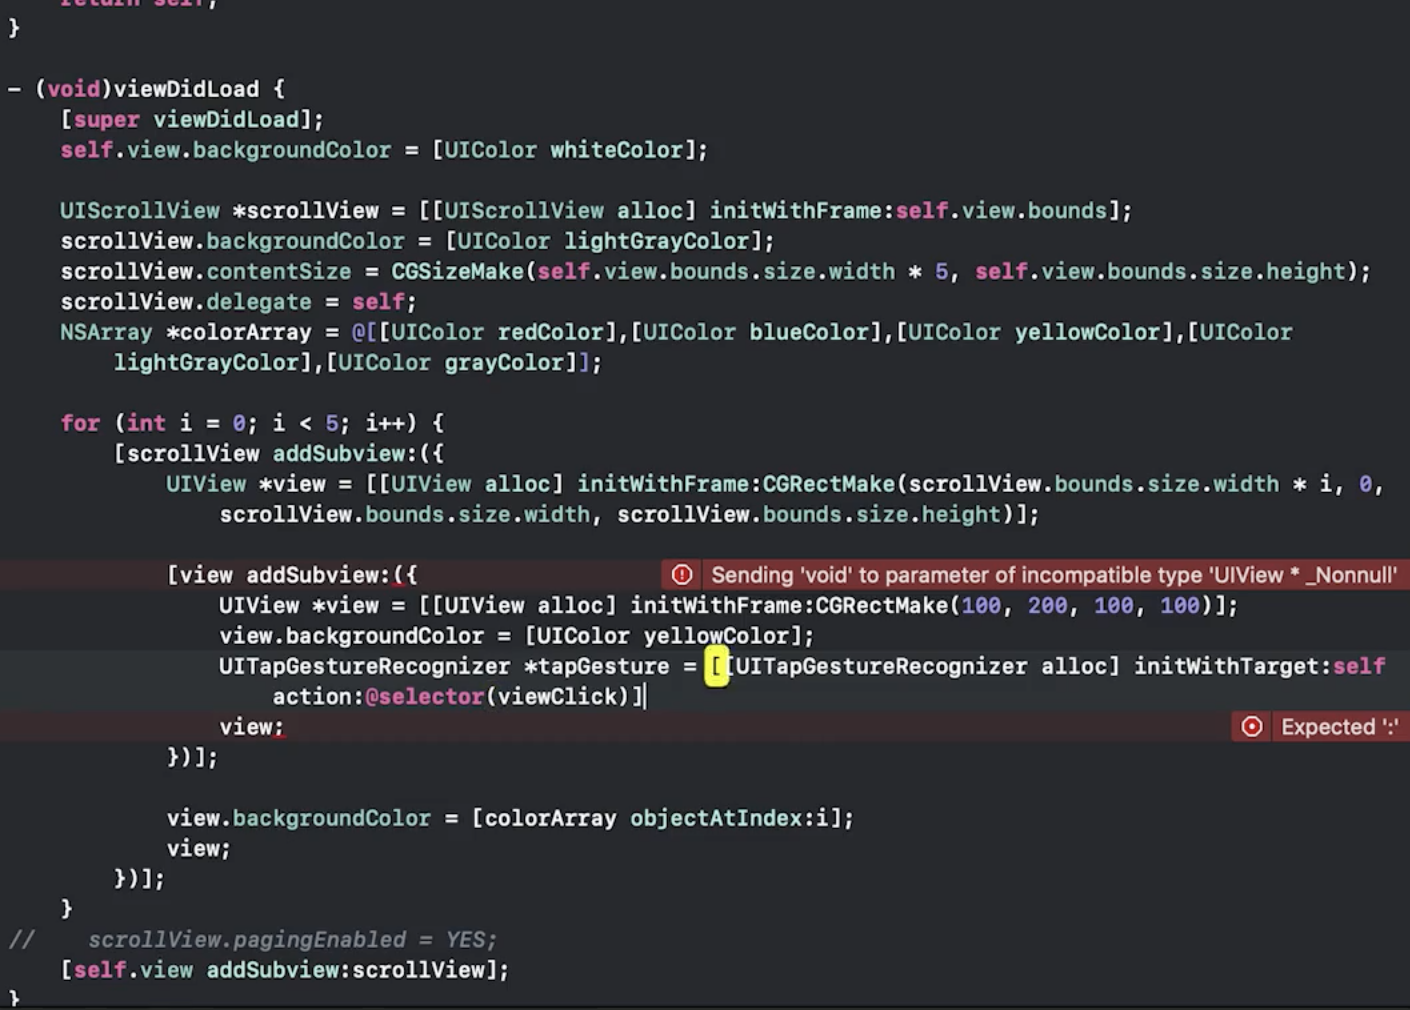 return self;
}
- (void)viewDidLoad {
[super viewDidLoad];
self.view.backgroundColor = [UIColor whiteColor];
UIScrollView *scrollView = [[UIScrollView alloc] initWithFrame:self.view.bounds];
scrollView.backgroundColor = [UIColor lightGrayColor];
scrollView.contentSize = CGSizeMake(self.view.bounds.size.width * 5, self.view.bounds.size.height);
scrollView.delegate = self;
NSArray *colorArray = @[[UIColor redColor],[UIColor blueColor],[UIColor yellowColor],[UIColor
lightGrayColor],[UIColor grayColor]];
for (int i = 0; i < 5; i++) {
[scrollView addSubview:({
UIView *view = [[UIView alloc] initWithFrame:CGRectMake(scrollView.bounds.size.width * i, 0,
scrollView.bounds.size.width, scrollView.bounds.size.height)];
[view addSubview:({ Sending 'void' to parameter of incompatible type 'UIView * _Nonnull'
UIView *view = [[UIView alloc] initWithFrame:CGRectMake(100, 200, 100, 100)];
view.backgroundColor = [UIColor yellowColor];
UITapGestureRecognizer *tapGesture = [[UITapGestureRecognizer alloc] initWithTarget:self
action:@selector(viewClick)]
view; Expected ':'
})];
view.backgroundColor = [colorArray objectAtIndex:i];
view;
})];
}
// scrollView.pagingEnabled = YES;
[self.view addSubview:scrollView];
}